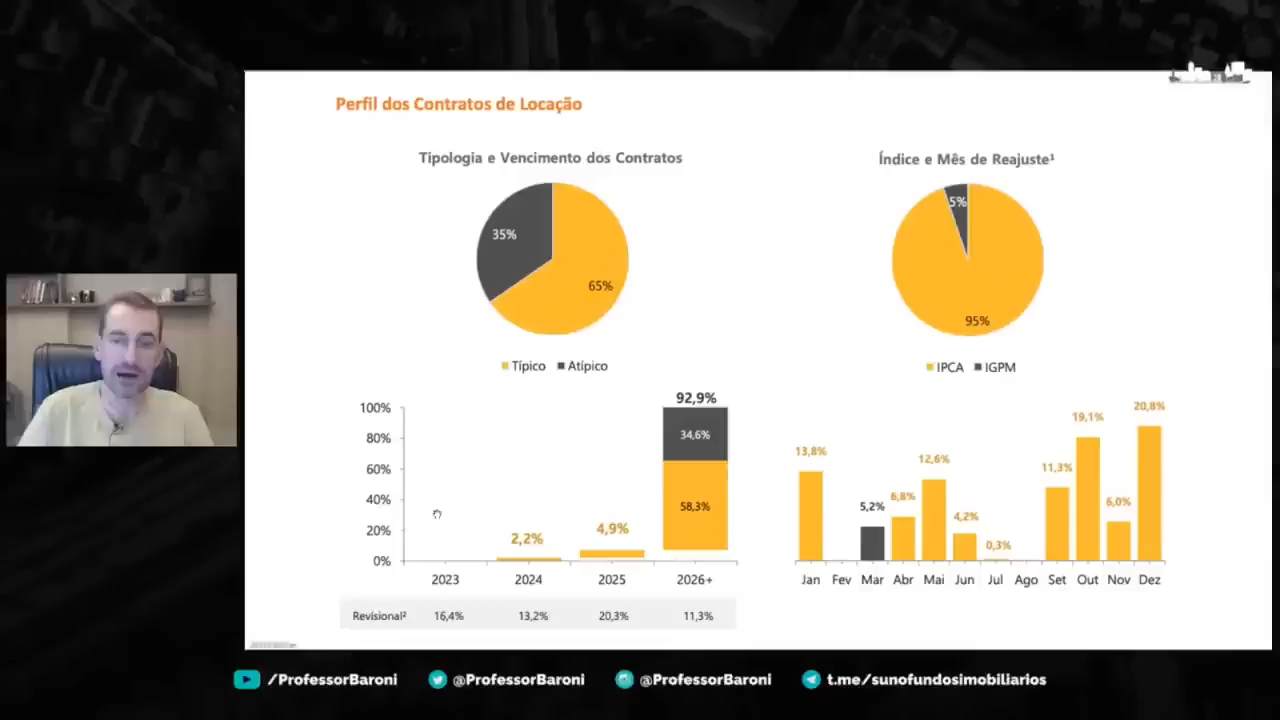 Perfil dos Contratos de Locação
Tipologia e Vencimento dos Contratos
35%
65%
Típico Atípico
100%
80%
60%
40%
20%
0%
2,2%
4,9%
92,9%
34,6%
58,3%
2023 2024 2025 2026+
Revisional² 16,4% 13,2% 20,3% 11,3%
Índice e Mês de Reajuste¹
5%
95%
IPCA IGPM
13,8%
5,2%
6,8%
12,6%
4,2%
0,3%
11,3%
19,1%
6,0%
20,8%
Jan Fev Mar Abr Mai Jun Jul Ago Set Out Nov Dez
/ProfessorBaroni @ProfessorBaroni @ProfessorBaroni t.me/sunofundosimobiliarios